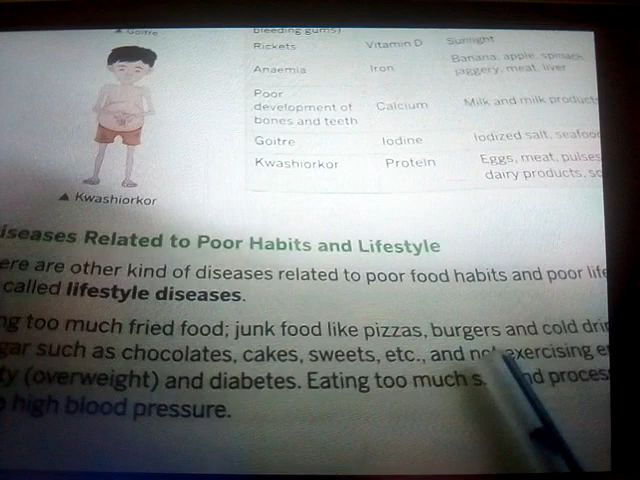 ▲ Goitre
bleeding gums)
Rickets Vitamin D Sunlight
Anaemia Iron Banana, apple, spinach,
jaggery, meat, liver
Poor
development of
bones and teeth Calcium Milk and milk products
Goitre Iodine Iodized salt, seafood
Kwashiorkor Protein Eggs, meat, pulses
dairy products, so
▲ Kwashiorkor
iseases Related to Poor Habits and Lifestyle
ere are other kind of diseases related to poor food habits and poor life
called lifestyle diseases.
ng too much fried food; junk food like pizzas, burgers and cold drin
gar such as chocolates, cakes, sweets, etc., and not exercising
ty (overweight) and diabetes. Eating too much nd proces
high blood pressure.